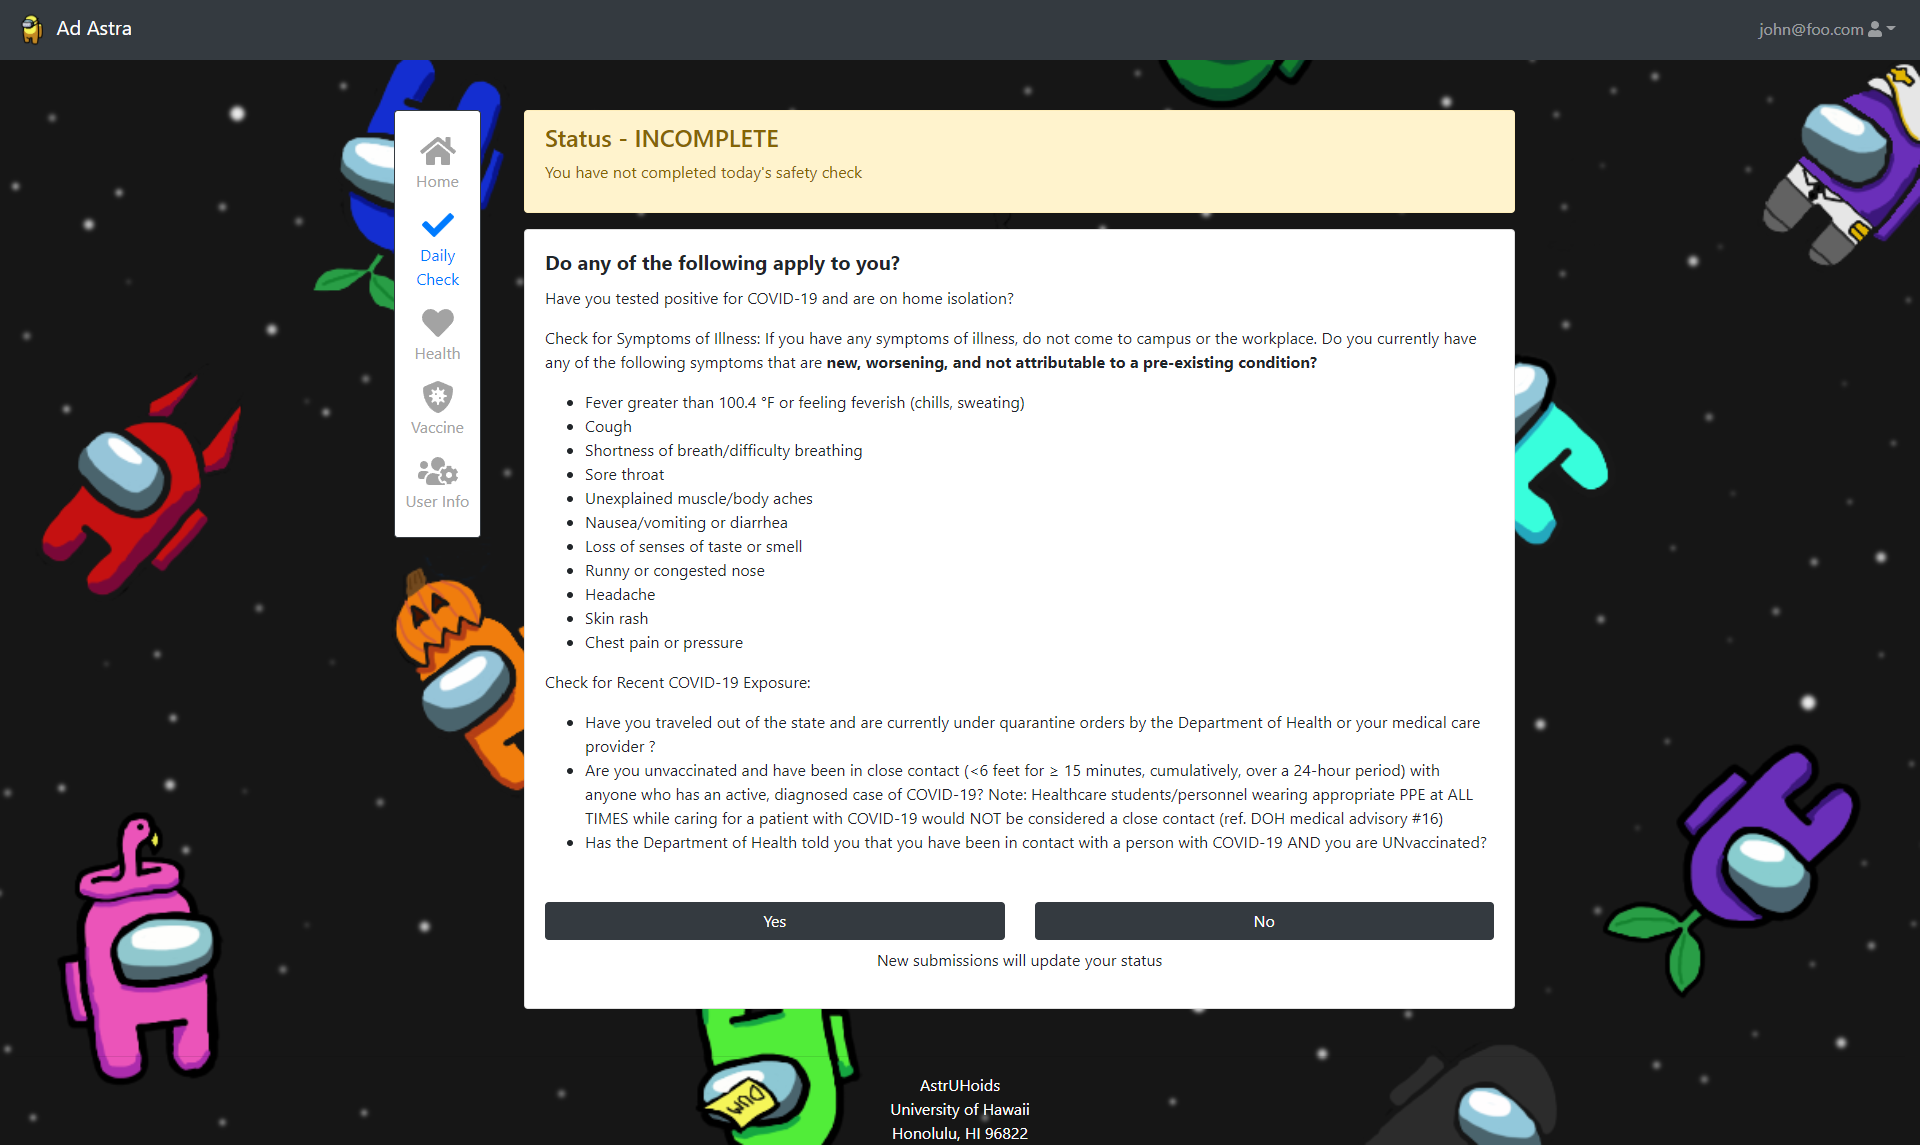 Ad Astra
john@foo.com
Home
Daily
Check
Health
Vaccine
User Info
Status - INCOMPLETE
You have not completed today's safety check
Do any of the following apply to you?
Have you tested positive for COVID-19 and are on home isolation?
Check for Symptoms of Illness: If you have any symptoms of illness, do not come to campus or the workplace. Do you currently have
any of the following symptoms that are new, worsening, and not attributable to a pre-existing condition?
• Fever greater than 100.4 °F or feeling feverish (chills, sweating)
• Cough
• Shortness of breath/difficulty breathing
• Sore throat
• Unexplained muscle/body aches
• Nausea/vomiting or diarrhea
• Loss of senses of taste or smell
• Runny or congested nose
• Headache
• Skin rash
• Chest pain or pressure
Check for Recent COVID-19 Exposure:
• Have you traveled out of the state and are currently under quarantine orders by the Department of Health or your medical care
provider ?
• Are you unvaccinated and have been in close contact (<6 feet for ≥ 15 minutes, cumulatively, over a 24-hour period) with
anyone who has an active, diagnosed case of COVID-19? Note: Healthcare students/personnel wearing appropriate PPE at ALL
TIMES while caring for a patient with COVID-19 would NOT be considered a close contact (ref. DOH medical advisory #16)
• Has the Department of Health told you that you have been in contact with a person with COVID-19 AND you are UNvaccinated?
Yes
No
New submissions will update your status
DUM
AstrUHoids
University of Hawaii
Honolulu, HI 96822